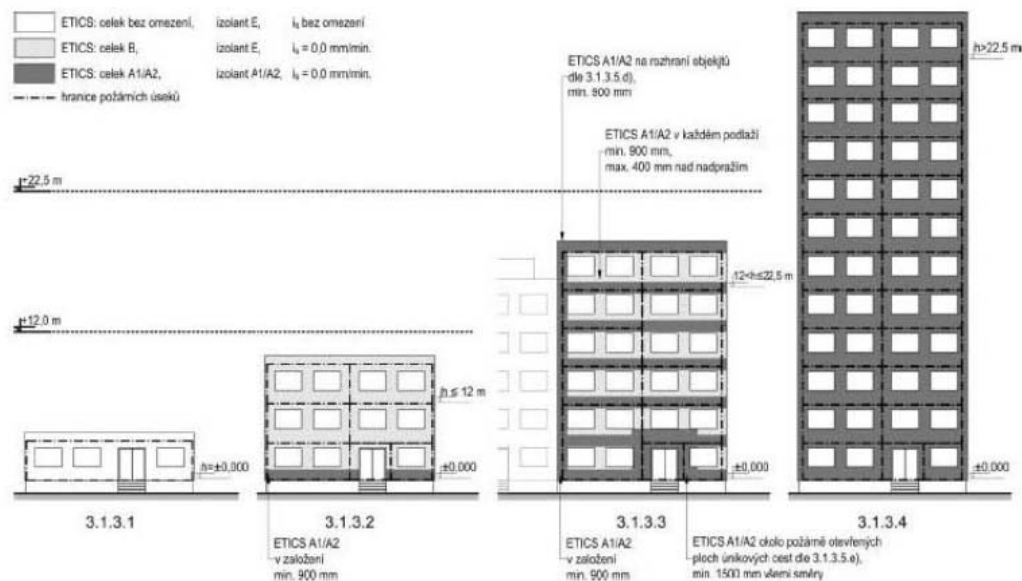 ETICS: celek bez omezení, izolant E, iₛ bez omezení
ETICS: celek B, izolant E, iₛ = 0,0 mm/min.
ETICS: celek A1/A2, izolant A1/A2, iₛ = 0,0 mm/min.
hranice požárních úseků
ETICS A1/A2 na rozhraní objektů
dle 3.1.3.5 d),
min. 900 mm
ETICS A1/A2 v každém podlaží
min. 900 mm,
max. 400 mm nad nadpražím
h>22,5 m
+22,5 m
12<h≤22,5 m
+12,0 m
h ≤ 12 m
h=±0,000
±0,000
±0,000
±0,000
3.1.3.1
3.1.3.2
3.1.3.3
3.1.3.4
ETICS A1/A2
v založení
min. 900 mm
ETICS A1/A2
v založení
min. 900 mm
ETICS A1/A2 okolo požárně otevřených
ploch únikových cest dle 3.1.3.5.e),
min. 1500 mm všemi směry